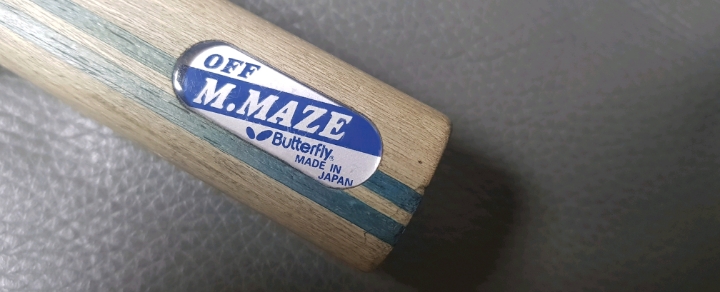 OFF
M.MAZE
Butterfly
MADE IN
JAPAN